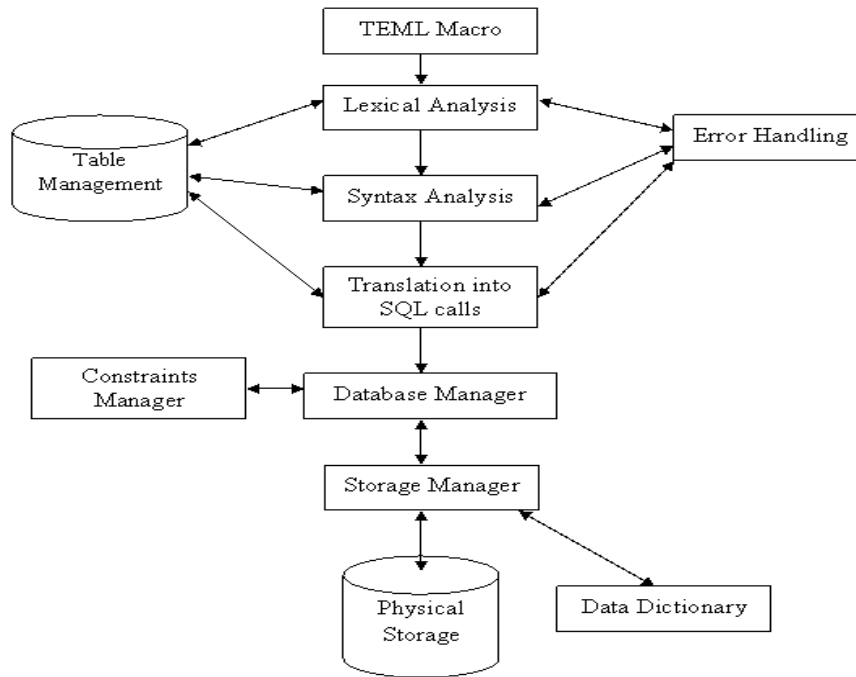 TEML Macro
Lexical Analysis
Error Handling
Table
Management
Syntax Analysis
Translation into
SQL calls
Constraints
Manager
Database Manager
Storage Manager
Physical
Storage
Data Dictionary